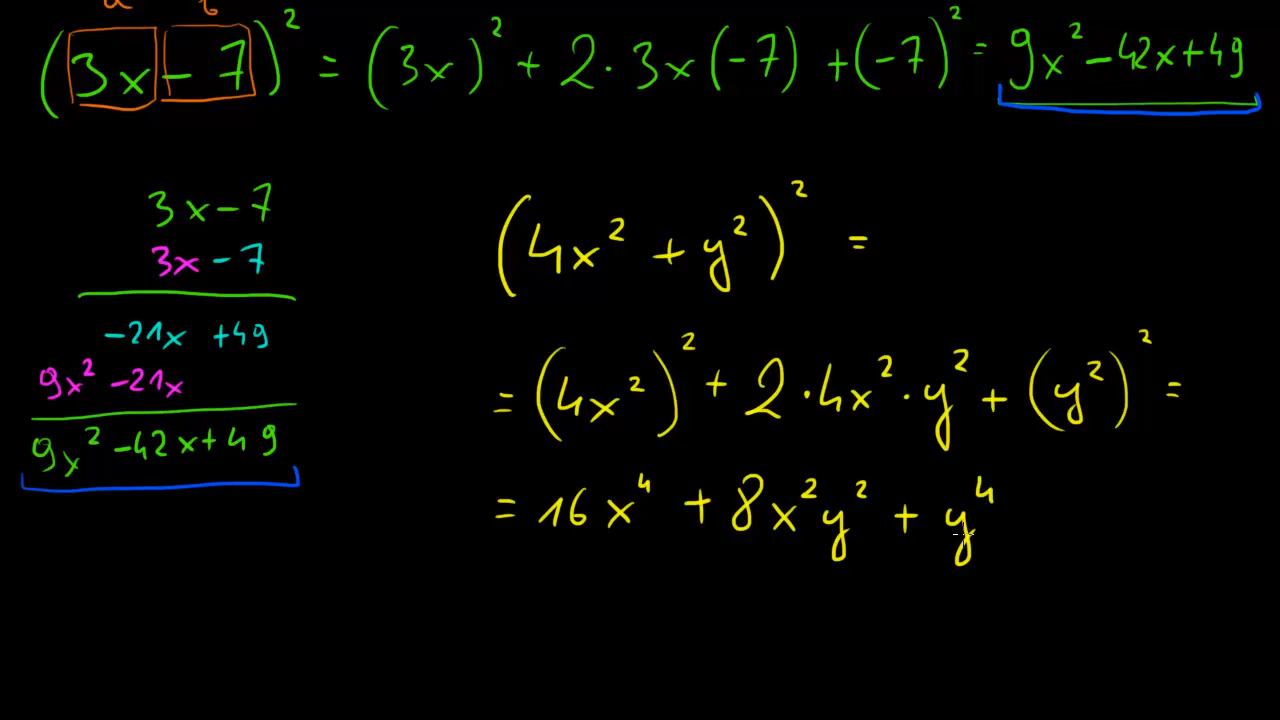 (3x - 7)² = (3x)² + 2·3x(-7) + (-7)² = 9x² - 42x + 49
3x - 7
3x - 7
-21x +49
9x² -21x
9x² -42x + 49
(4x² + y²)² =
= (4x²)² + 2·4x²·y² + (y²)² =
= 16x⁴ + 8x²y² + y⁴